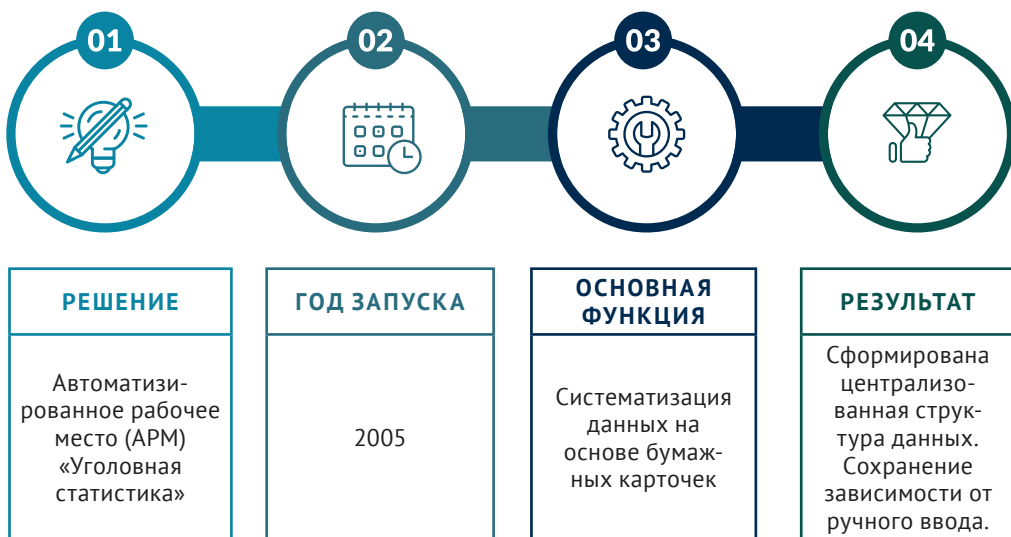 01
02
03
04
РЕШЕНИЕ
Автоматизи-
рованное рабочее
место (АРМ)
«Уголовная
статистика»
ГОД ЗАПУСКА
2005
ОСНОВНАЯ
ФУНКЦИЯ
Систематизация
данных на
основе бумаж-
ных карточек
РЕЗУЛЬТАТ
Сформирована
централизо-
ванная струк-
тура данных.
Сохранение
зависимости от
ручного ввода.